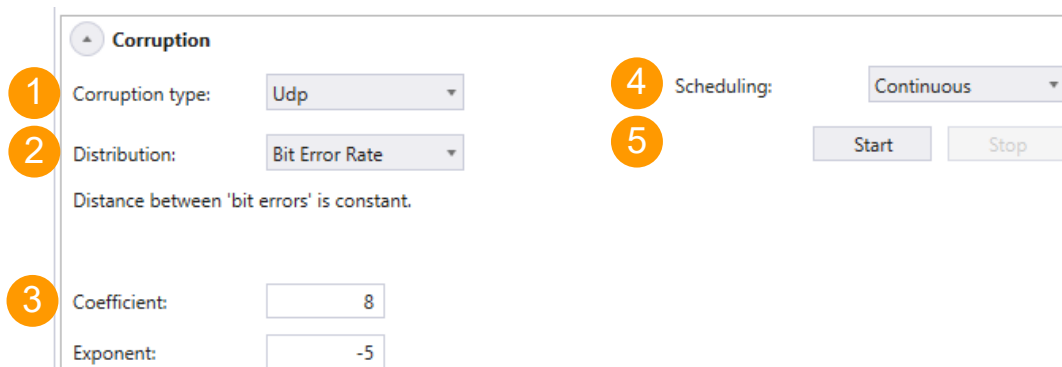 Corruption
1 Corruption type: Udp
4 Scheduling: Continuous
2 Distribution: Bit Error Rate
5 Start Stop
Distance between 'bit errors' is constant.
3 Coefficient: 8
Exponent: -5